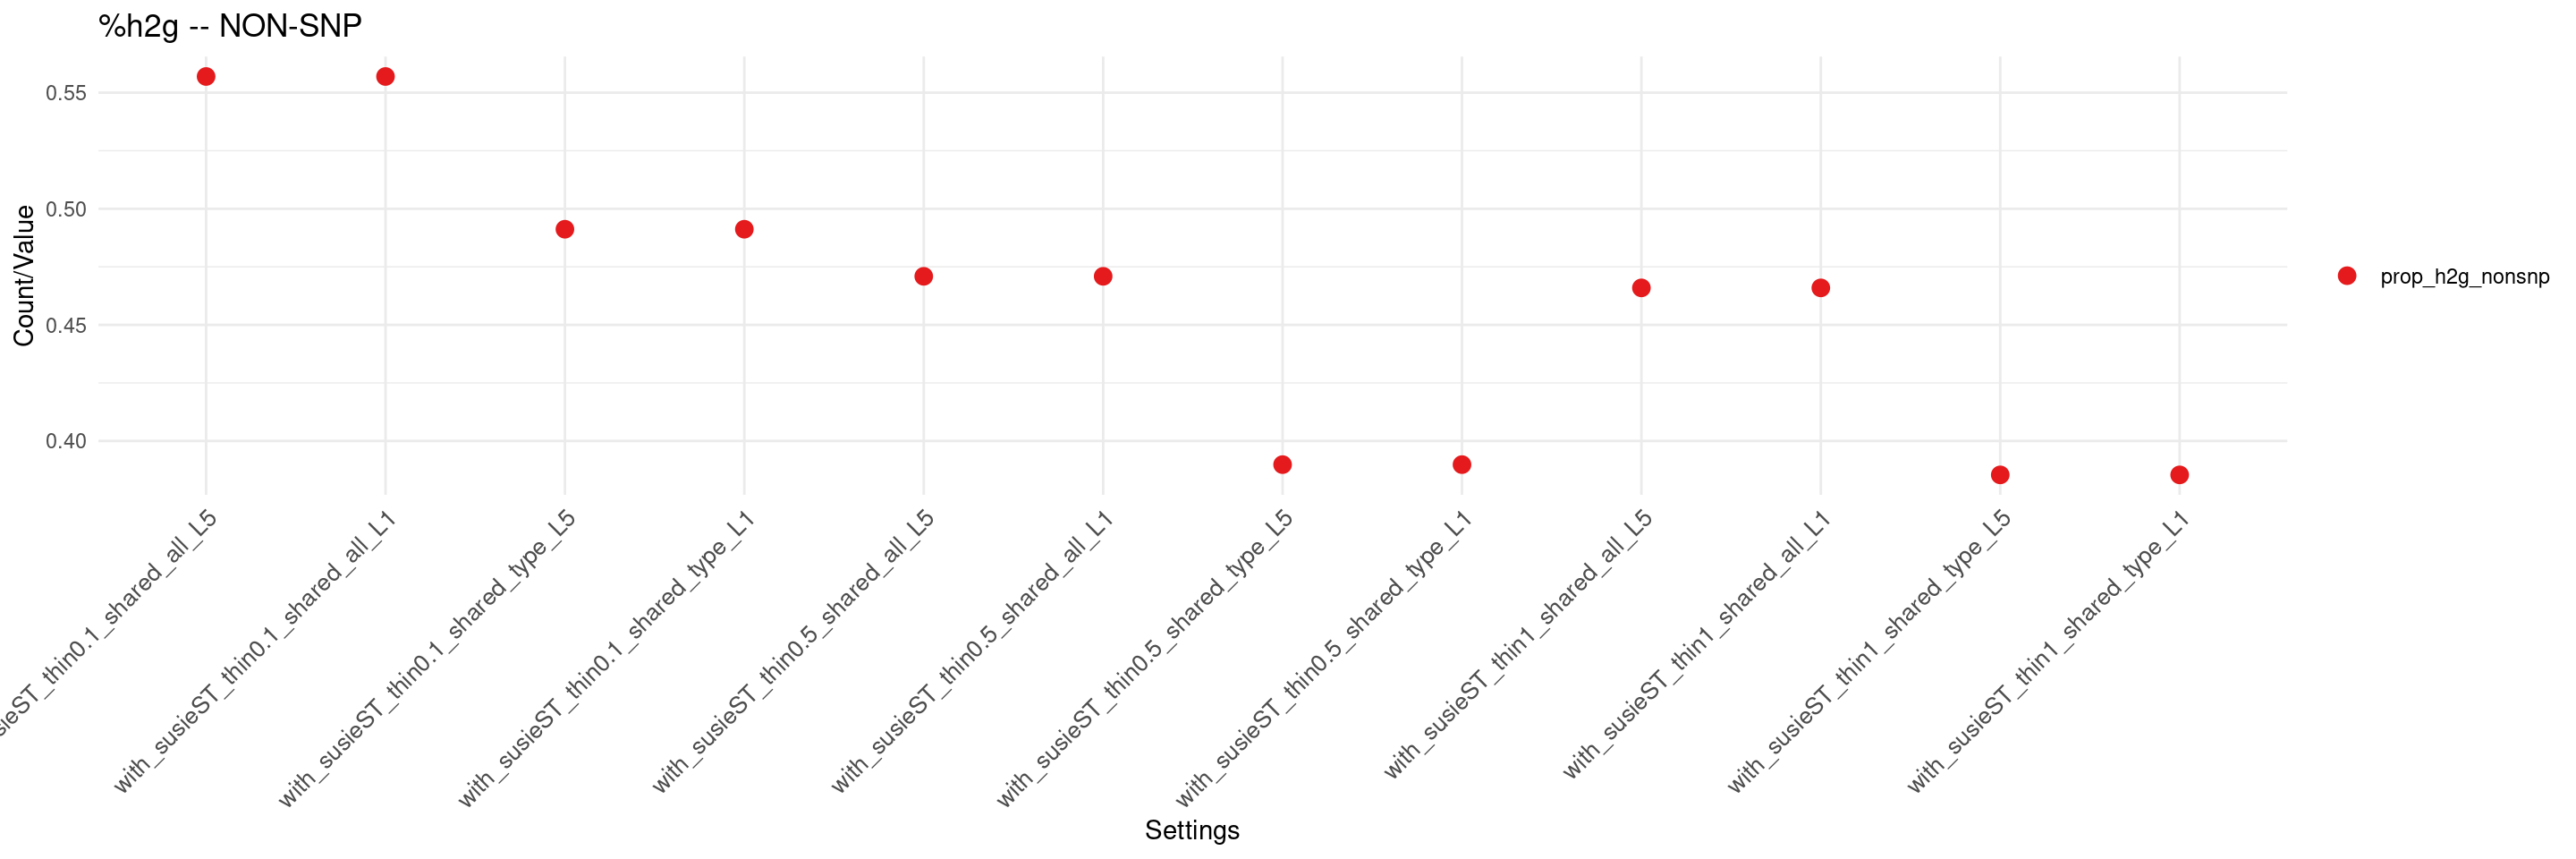 %h2g -- NON-SNP
Count/Value
0.55
0.50
0.45
0.40
sieST_thin0.1_shared_all_L5
with_susieST_thin0.1_shared_all_L1
with_susieST_thin0.1_shared_type_L5
with_susieST_thin0.1_shared_type_L1
with_susieST_thin0.5_shared_all_L5
with_susieST_thin0.5_shared_all_L1
with_susieST_thin0.5_shared_type_L5
with_susieST_thin0.5_shared_type_L1
with_susieST_thin1_shared_all_L5
with_susieST_thin1_shared_all_L1
with_susieST_thin1_shared_type_L5
with_susieST_thin1_shared_type_L1
Settings
prop_h2g_nonsnp